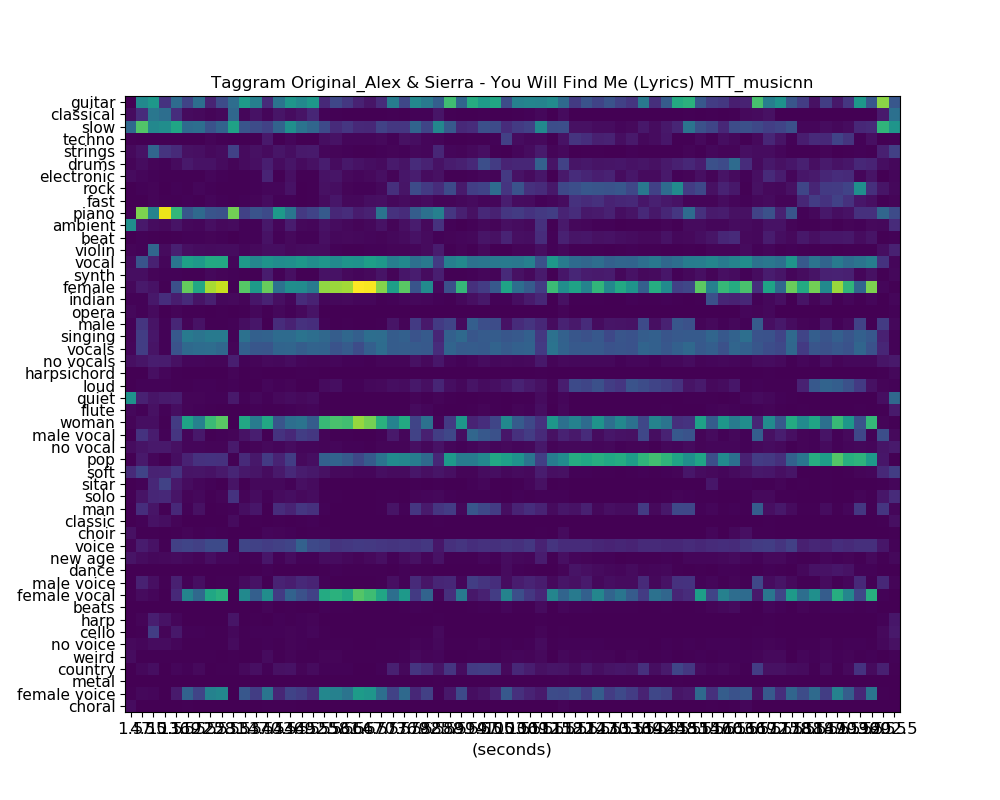 Taggram Original_Alex & Sierra - You Will Find Me (Lyrics) MTT_musicnn
guitar
classical
slow
techno
strings
drums
electronic
rock
fast
piano
ambient
beat
violin
vocal
synth
female
indian
opera
male
singing
vocals
no vocals
harpsichord
loud
quiet
flute
woman
male vocal
no vocal
pop
soft
sitar
solo
man
classic
choir
voice
new age
dance
male voice
female vocal
beats
harp
cello
no voice
weird
country
metal
female voice
choral
(seconds)